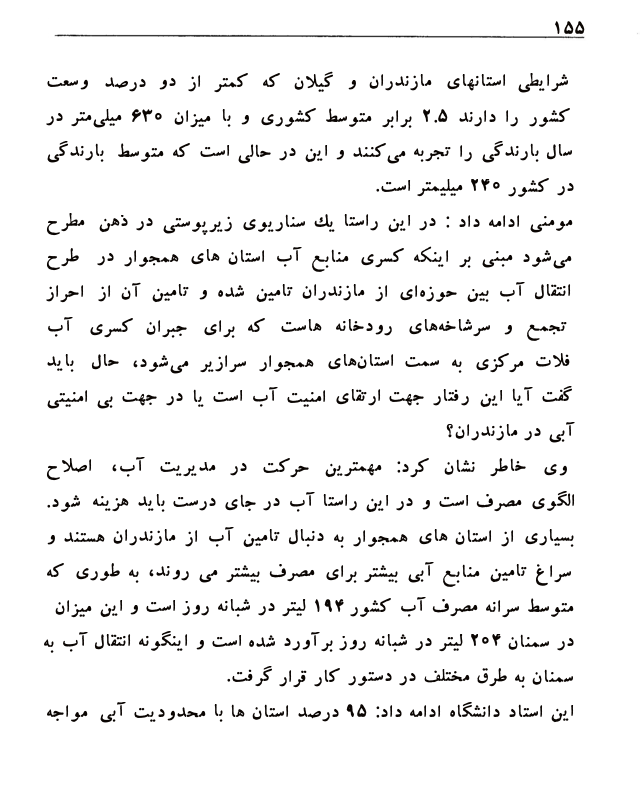 ۱۵۵
شرایطی استانهای مازندران و گیلان که کمتر از دو درصد وسعت
کشور را دارند ۲.۵ برابر متوسط کشوری و با میزان ۶۳۰ میلی‌متر در
سال بارندگی را تجربه می‌کنند و این در حالی است که متوسط بارندگی
در کشور ۲۴۰ میلیمتر است.
مومنی ادامه داد : در این راستا یك سناریوی زیرپوستی در ذهن مطرح
می‌شود مبنی بر اینکه کسری منابع آب استان های همجوار در طرح
انتقال آب بین حوزه‌ای از مازندران تامین شده و تامین آن از احراز
تجمع و سرشاخه‌های رودخانه هاست که برای جبران کسری آب
فلات مرکزی به سمت استان‌های همجوار سرازیر می‌شود، حال باید
گفت آیا این رفتار جهت ارتقای امنیت آب است یا در جهت بی امنیتی
آبی در مازندران؟
وی خاطر نشان کرد: مهمترین حرکت در مدیریت آب، اصلاح
الگوی مصرف است و در این راستا آب در جای درست باید هزینه شود.
بسیاری از استان های همجوار به دنبال تامین آب از مازندران هستند و
سراغ تامین منابع آبی بیشتر برای مصرف بیشتر می روند، به طوری که
متوسط سرانه مصرف آب کشور ۱۹۴ لیتر در شبانه روز است و این میزان
در سمنان ۲۰۴ لیتر در شبانه روز برآورد شده است و اینگونه انتقال آب به
سمنان به طرق مختلف در دستور کار قرار گرفت.
این استاد دانشگاه ادامه داد: ۹۵ درصد استان ها با محدودیت آبی مواجه